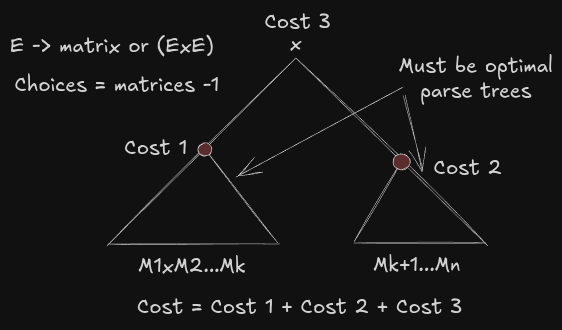 Cost 3
x
E -> matrix or (ExE)
Choices = matrices -1
Must be optimal
parse trees
Cost 1
Cost 2
M1xM2...Mk
Mk+1...Mn
Cost = Cost 1 + Cost 2 + Cost 3